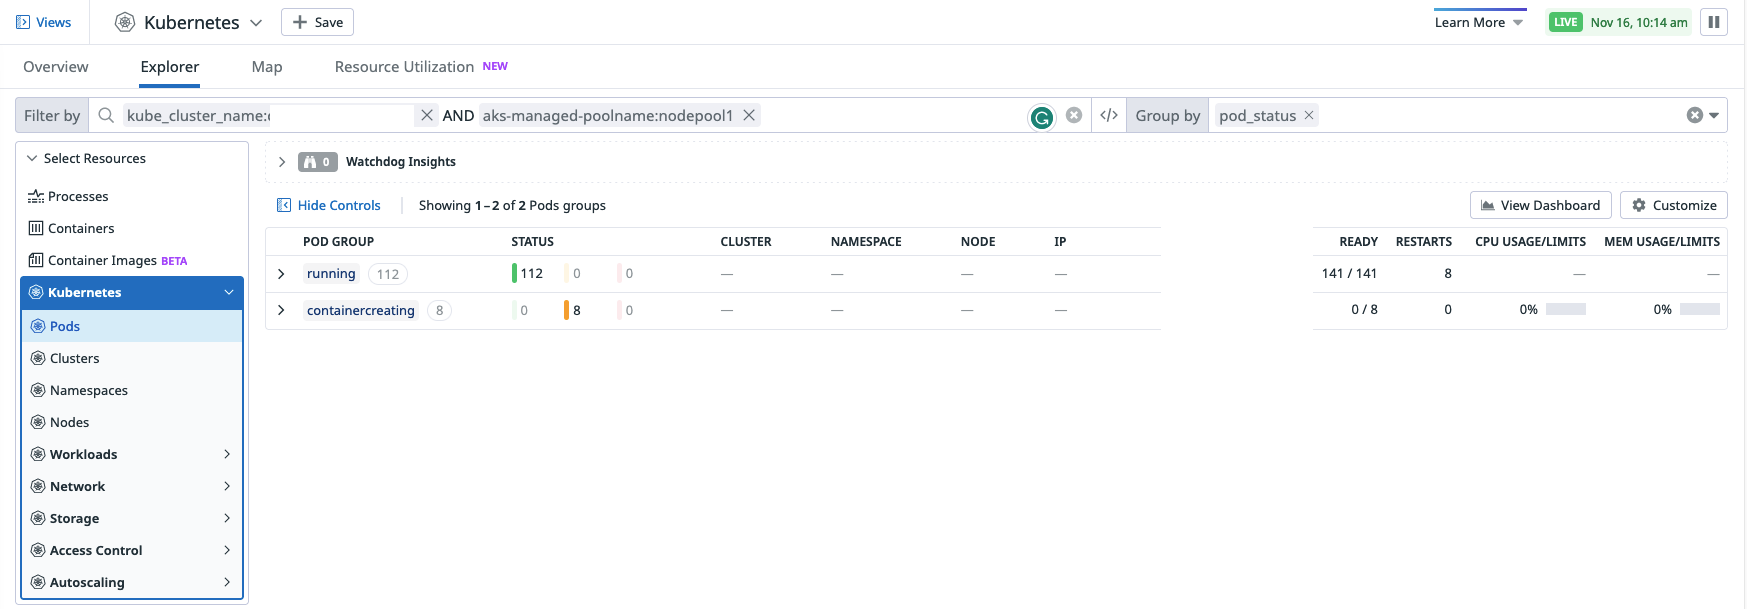 Views Kubernetes Save Learn More LIVE Nov 16, 10:14 am
Overview Explorer Map Resource Utilization NEW
Filter by kube_cluster_name: AND aks-managed-poolname:nodepool1 </> Group by pod_status
Select Resources
Processes
Containers
Container Images BETA
Kubernetes
Pods
Clusters
Namespaces
Nodes
Workloads
Network
Storage
Access Control
Autoscaling
0 Watchdog Insights
Hide Controls Showing 1–2 of 2 Pods groups View Dashboard Customize
POD GROUP STATUS CLUSTER NAMESPACE NODE IP READY RESTARTS CPU USAGE/LIMITS MEM USAGE/LIMITS
running 112 112 0 0 — — — — 141 / 141 8 — —
containercreating 8 0 8 0 — — — — 0 / 8 0 0% 0%